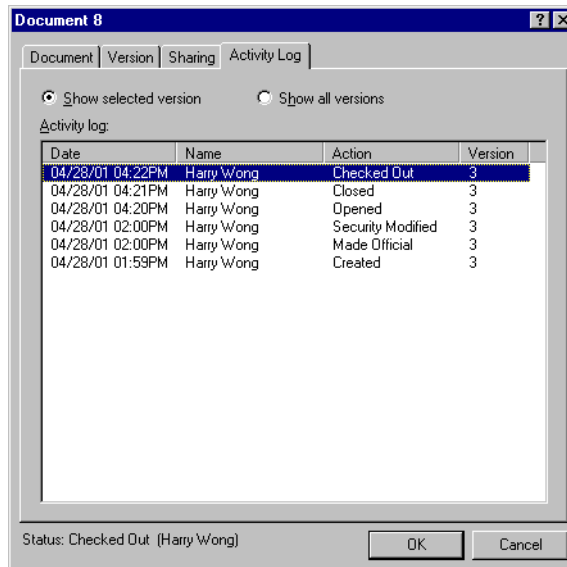 Document 8
Document Version Sharing Activity Log
Show selected version Show all versions
Activity log:
Date Name Action Version
04/28/01 04:22PM Harry Wong Checked Out 3
04/28/01 04:21PM Harry Wong Closed 3
04/28/01 04:20PM Harry Wong Opened 3
04/28/01 02:00PM Harry Wong Security Modified 3
04/28/01 02:00PM Harry Wong Made Official 3
04/28/01 01:59PM Harry Wong Created 3
Status: Checked Out (Harry Wong) OK Cancel